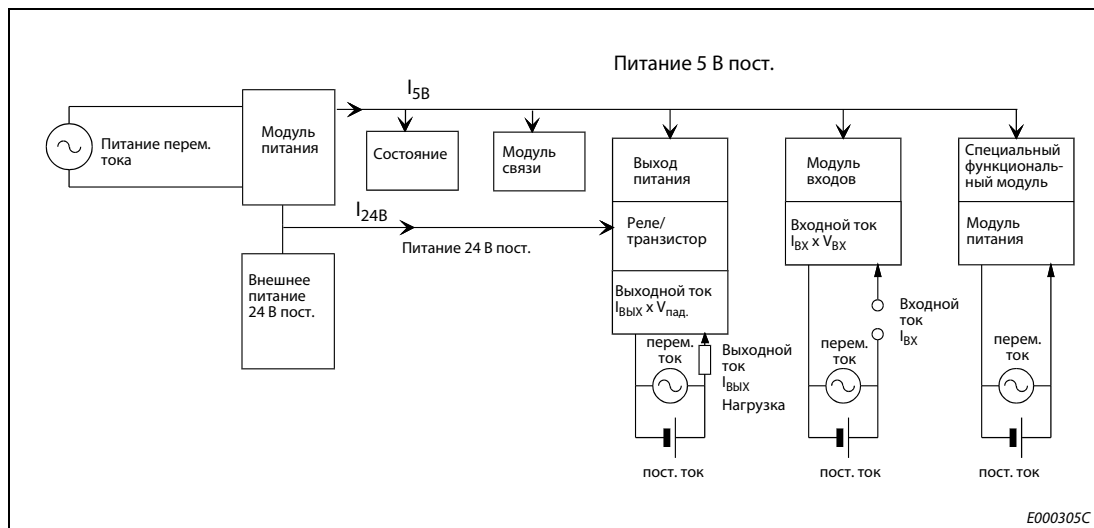 Питание 5 В пост.
I5В
Модуль
питания
Питание перем.
тока
Состояние
Модуль
связи
Выход
питания
Модуль
входов
Специальный
функциональ-
ный модуль
I24В
Питание 24 В пост.
Реле/
транзистор
Входной ток
IВХ x VВХ
Модуль
питания
Внешнее
питание
24 В пост.
Выходной ток
IВЫХ x Vпад.
Входной
ток
IВХ
перем.
ток
Выходной
ток
IВЫХ
Нагрузка
перем.
ток
перем.
ток
пост. ток
пост. ток
пост. ток
E000305C